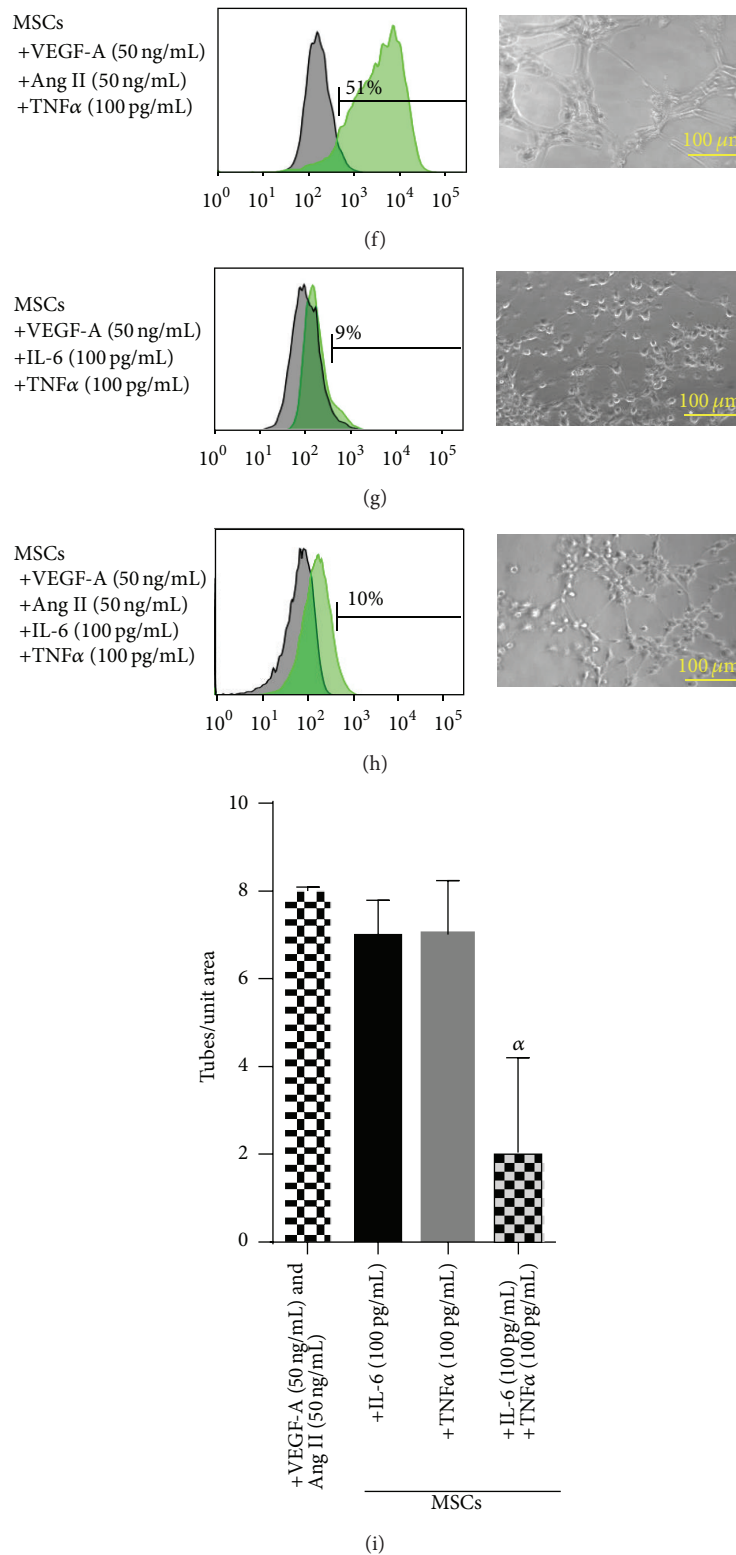 MSCs
+VEGF-A (50 ng/mL)
+Ang II (50 ng/mL)
+TNFα (100 pg/mL)
51%
10⁰ 10¹ 10² 10³ 10⁴ 10⁵
100 μm
(f)
MSCs
+VEGF-A (50 ng/mL)
+IL-6 (100 pg/mL)
+TNFα (100 pg/mL)
9%
10⁰ 10¹ 10² 10³ 10⁴ 10⁵
100 μm
(g)
MSCs
+VEGF-A (50 ng/mL)
+Ang II (50 ng/mL)
+IL-6 (100 pg/mL)
+TNFα (100 pg/mL)
10%
10⁰ 10¹ 10² 10³ 10⁴ 10⁵
100 μm
(h)
Tubes/unit area
10
8
6
4
2
0
α
+VEGF-A (50 ng/mL) and
Ang II (50 ng/mL)
+IL-6 (100 pg/mL)
+TNFα (100 pg/mL)
+IL-6 (100 pg/mL)
+TNFα (100 pg/mL)
MSCs
(i)